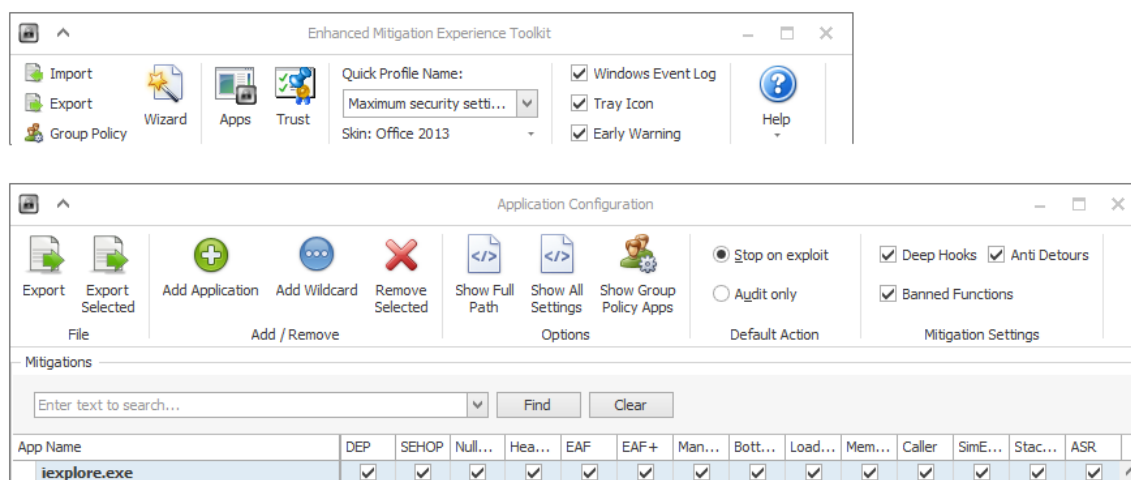 Enhanced Mitigation Experience Toolkit
Import
Export
Group Policy
Wizard
Apps
Trust
Quick Profile Name:
Maximum security setti...
Skin: Office 2013
Windows Event Log
Tray Icon
Early Warning
Help
Application Configuration
Export
Export Selected
File
Add Application
Add Wildcard
Remove Selected
Add / Remove
Show Full Path
Show All Settings
Show Group Policy Apps
Options
Stop on exploit
Audit only
Default Action
Deep Hooks
Anti Detours
Banned Functions
Mitigation Settings
Mitigations
Enter text to search...
Find
Clear
App Name DEP SEHOP Null... Hea... EAF EAF+ Man... Bott... Load... Mem... Caller SimE... Stac... ASR
iexplore.exe